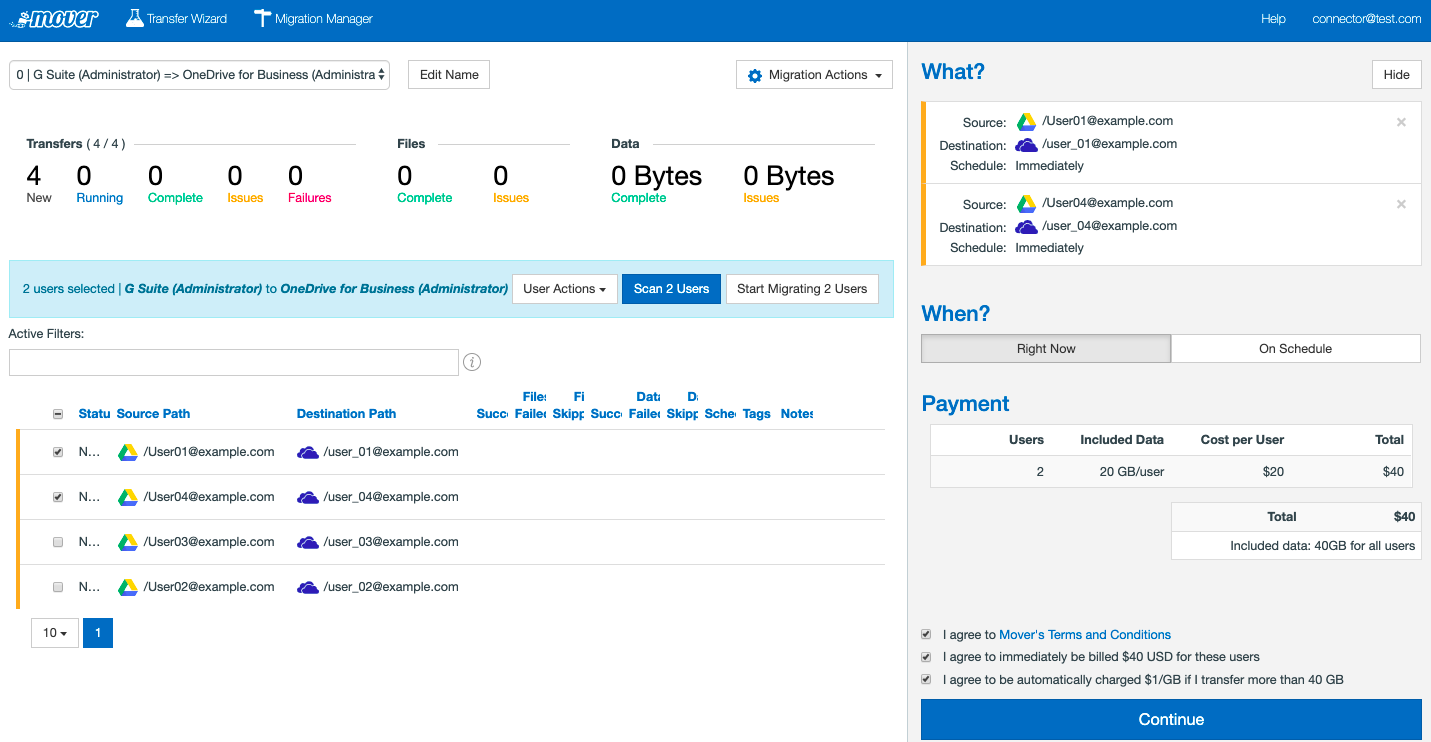 mover Transfer Wizard Migration Manager Help connector@test.com
0 | G Suite (Administrator) => OneDrive for Business (Administra Edit Name Migration Actions
Transfers ( 4 / 4 ) Files Data
4 0 0 0 0 0 0 0 Bytes 0 Bytes
New Running Complete Issues Failures Complete Issues Complete Issues
2 users selected | G Suite (Administrator) to OneDrive for Business (Administrator) User Actions Scan 2 Users Start Migrating 2 Users
Active Filters:
i
Files Fi Data Da
Statu Source Path Destination Path Succ Failed Skipp Succ Failed Skipp Sche Tags Notes
N... /User01@example.com /user_01@example.com
N... /User04@example.com /user_04@example.com
N... /User03@example.com /user_03@example.com
N... /User02@example.com /user_02@example.com
10 1
What? Hide
Source: /User01@example.com ×
Destination: /user_01@example.com
Schedule: Immediately
Source: /User04@example.com ×
Destination: /user_04@example.com
Schedule: Immediately
When?
Right Now On Schedule
Payment
Users Included Data Cost per User Total
2 20 GB/user $20 $40
Total $40
Included data: 40GB for all users
I agree to Mover's Terms and Conditions
I agree to immediately be billed $40 USD for these users
I agree to be automatically charged $1/GB if I transfer more than 40 GB
Continue